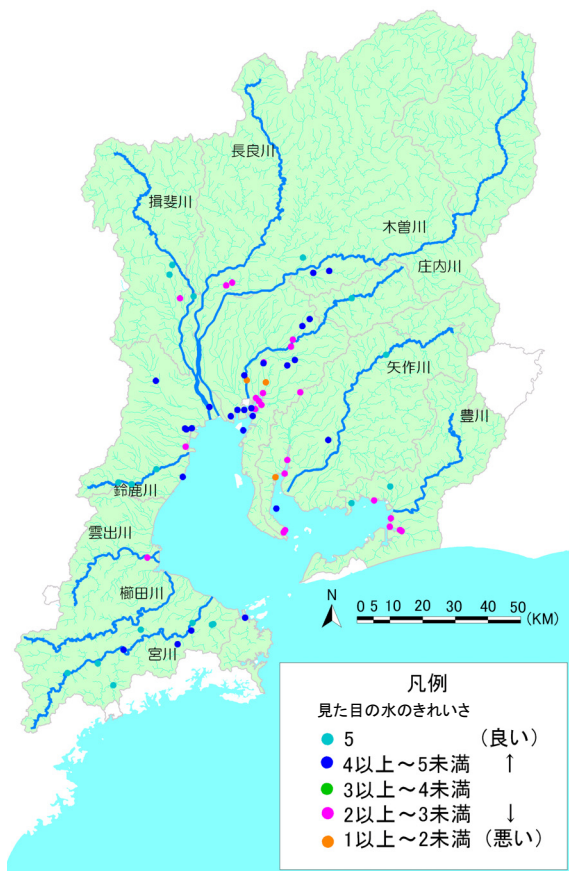 長良川
揖斐川
木曽川
庄内川
矢作川
豊川
鈴鹿川
雲出川
櫛田川
宮川
N
0 5 10 20 30 40 50 (KM)
凡例
見た目の水のきれいさ
5 (良い)
4以上～5未満 ↑
3以上～4未満
2以上～3未満 ↓
1以上～2未満 (悪い)